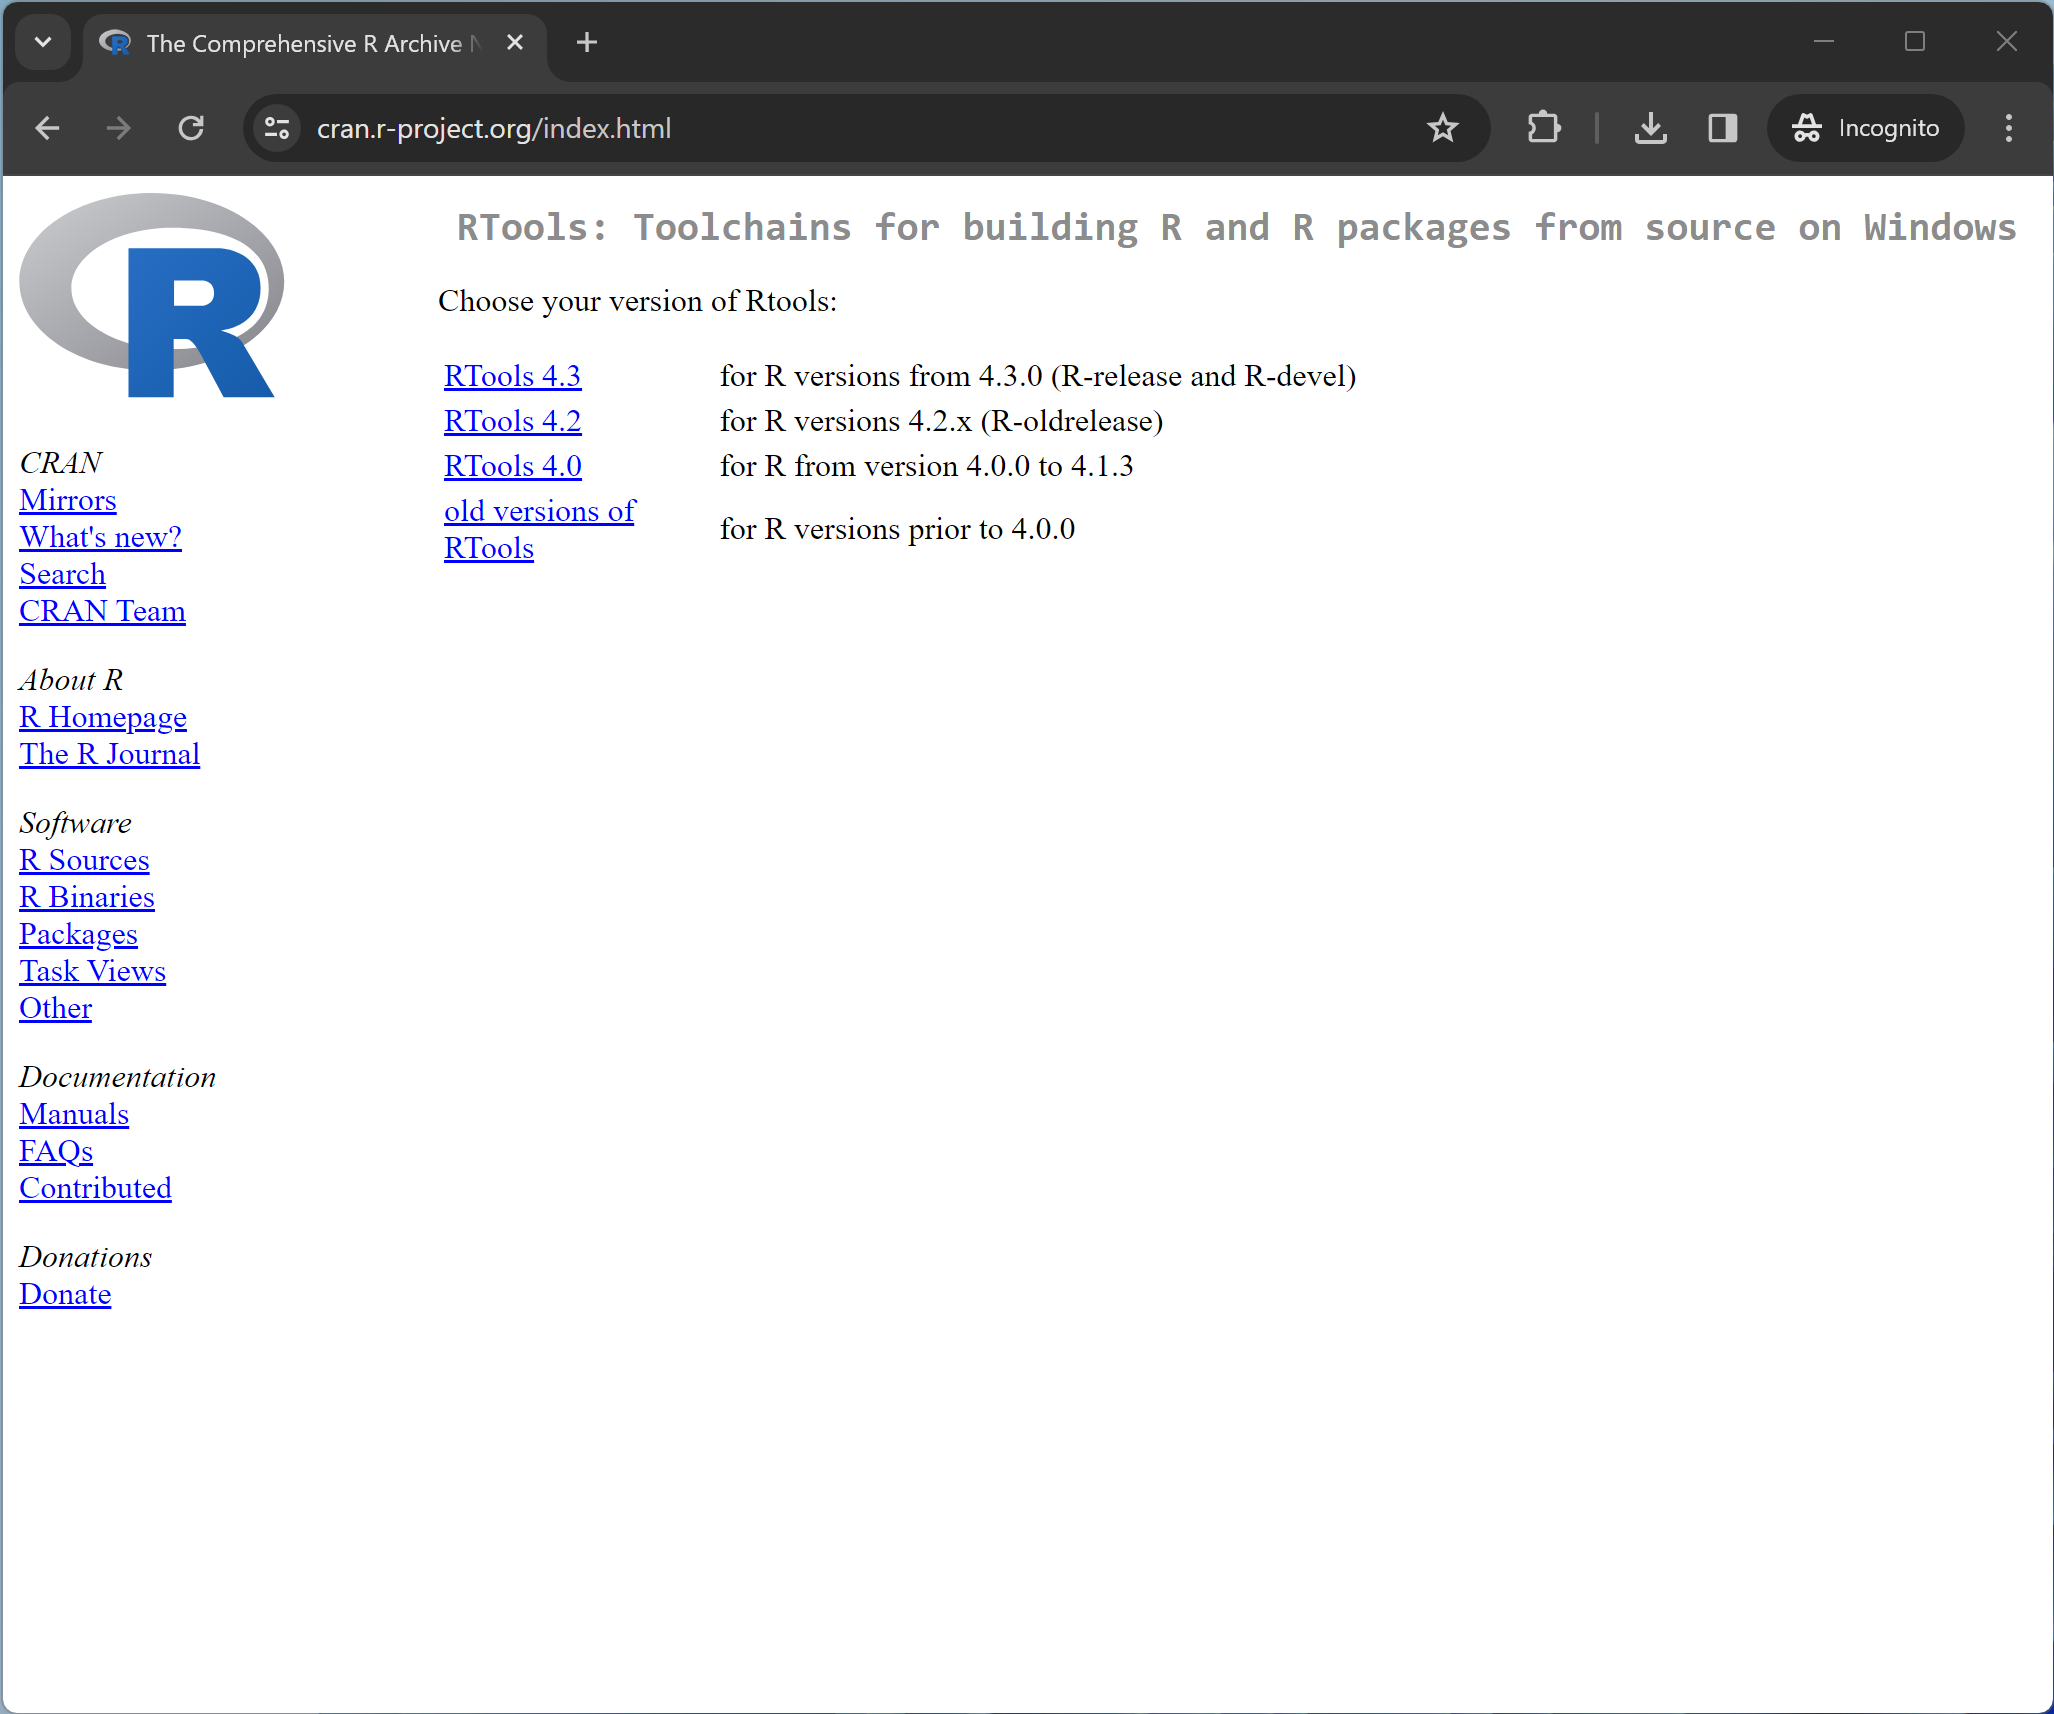 The Comprehensive R Archive
cran.r-project.org/index.html
Incognito
R
RTools: Toolchains for building R and R packages from source on Windows
Choose your version of Rtools:
RTools 4.3 for R versions from 4.3.0 (R-release and R-devel)
RTools 4.2 for R versions 4.2.x (R-oldrelease)
RTools 4.0 for R from version 4.0.0 to 4.1.3
old versions of
RTools
for R versions prior to 4.0.0
CRAN
Mirrors
What's new?
Search
CRAN Team
About R
R Homepage
The R Journal
Software
R Sources
R Binaries
Packages
Task Views
Other
Documentation
Manuals
FAQs
Contributed
Donations
Donate